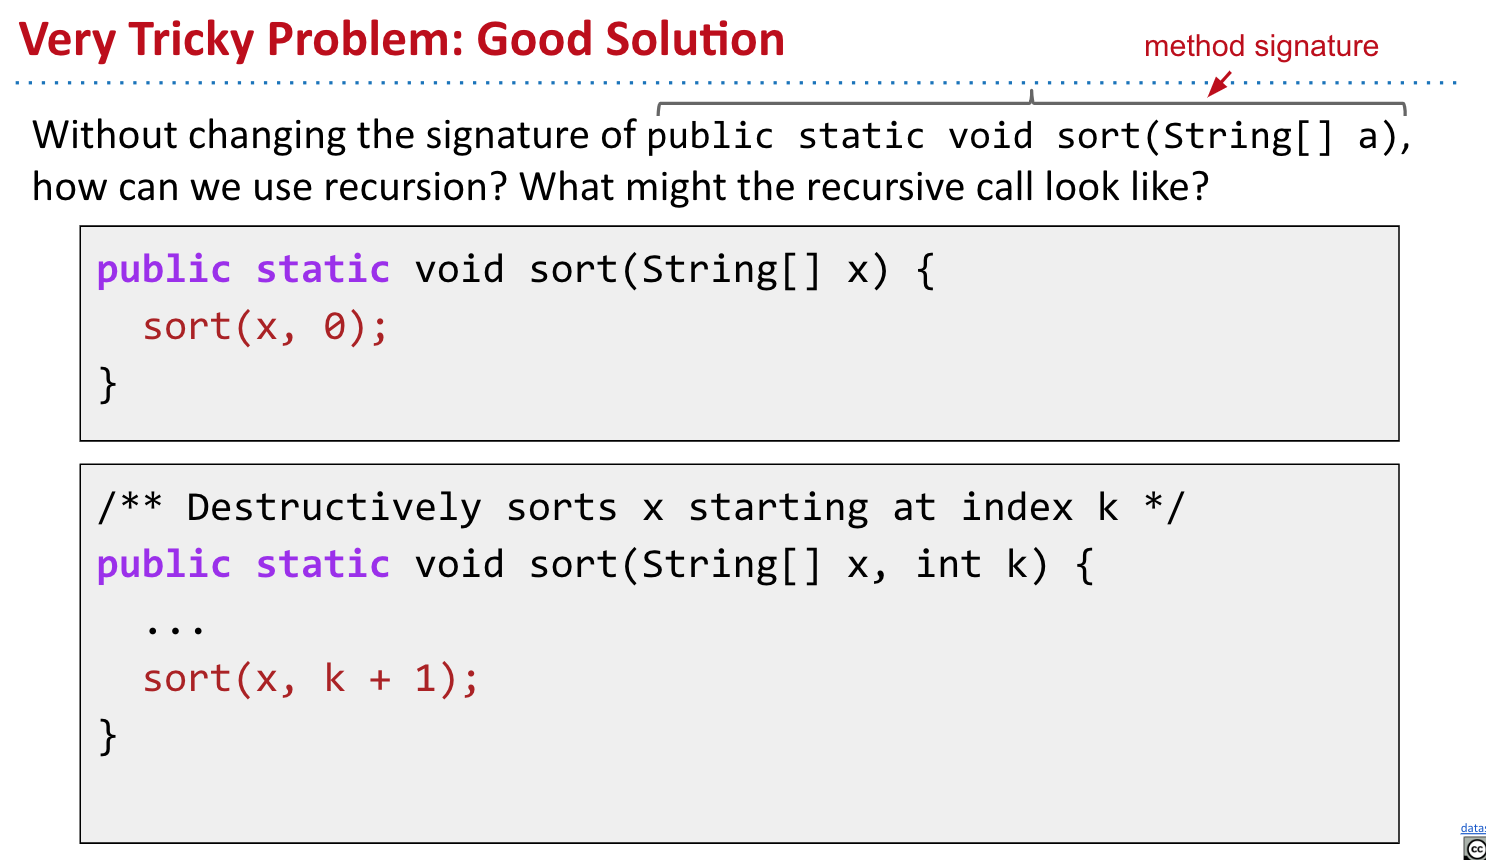 Very Tricky Problem: Good Solution
method signature
Without changing the signature of public static void sort(String[] a),
how can we use recursion? What might the recursive call look like?
public static void sort(String[] x) {
sort(x, 0);
}
/** Destructively sorts x starting at index k */
public static void sort(String[] x, int k) {
...
sort(x, k + 1);
}
datas
cc